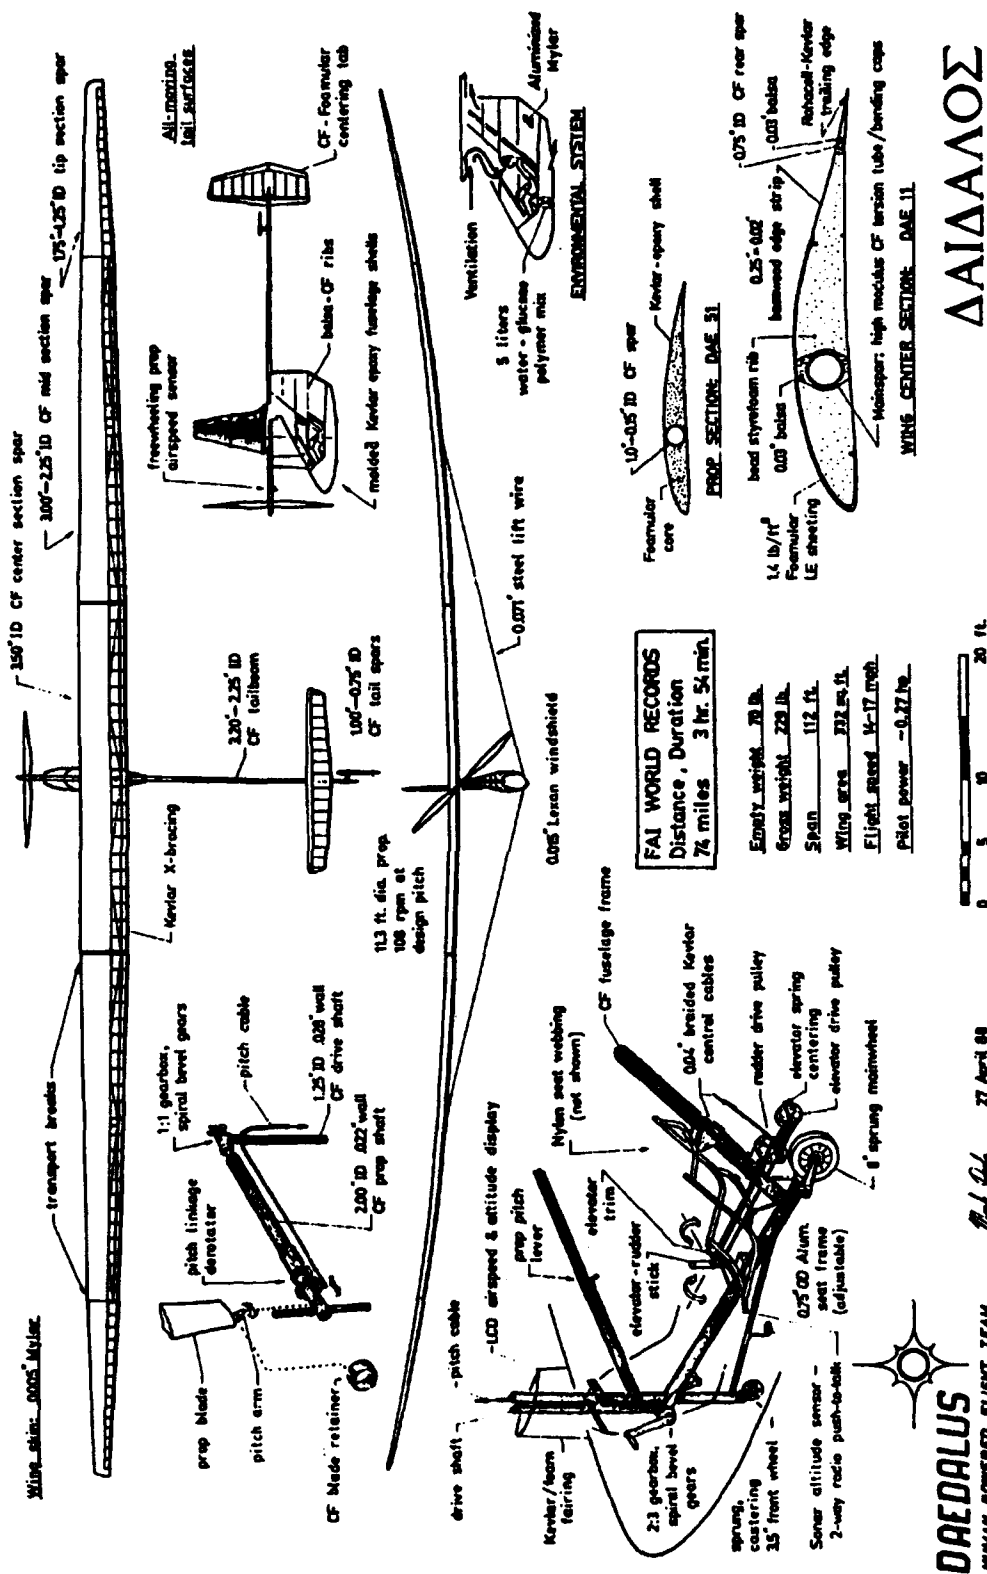 Wing skin: .0005" Mylar
transport breaks
3.50" ID CF center section spar
3.00"-2.25" ID CF mid section spar
1.75"-1.25" ID tip section spar
Kevlar X-bracing
3.20"-2.25" ID
CF tailbeam
1.00"-0.75" ID
CF tail spars
freewheeling prop
airspeed sensor
balsa-CF ribs
molded Kevlar epoxy fuselage shells
All-moving
tail surfaces
CF-Foamular
centering tab
prop blade
pitch arm
CF blade retainer
pitch linkage
derotator
1:1 gearbox,
spiral bevel gears
pitch cable
1.25" ID .028" wall
CF drive shaft
2.00" ID .022" wall
CF prop shaft
11.3 ft. dia. prop
108 rpm at
design pitch
0.071" steel lift wire
0.015" Lexan windshield
Ventilation
5 liters
water-glucose
polymer mix
Aluminized
Mylar
ENVIRONMENTAL SYSTEM
drive shaft
pitch cable
LCD airspeed & altitude display
Kevlar/foam
fairing
prop pitch
lever
Nylon seat webbing
(not shown)
CF fuselage frame
elevator
trim
elevator-rudder
stick
0.04" braided Kevlar
control cables
rudder drive pulley
elevator spring
centering
elevator drive pulley
8" sprung mainwheel
0.75" OD Alum.
seat frame
(adjustable)
2:3 gearbox,
spiral bevel
gears
sprung,
castering
3.5" front wheel
Sonar altitude sensor
2-way radio push-to-talk
FAI WORLD RECORDS
Distance, Duration
74 miles 3 hr. 54 min.
Empty weight 70 lb.
Gross weight 229 lb.
Span 112 ft.
Wing area 332 sq.ft.
Flight speed 14-17 mph
Pilot power ~0.27 hp
Foamular
core
1.0"-0.15" ID CF spar
Kevlar-epoxy shell
PROP SECTION: DAE 51
1.4 lb/ft³
Foamular
LE sheeting
0.03" balsa
bead styrofoam rib
0.25"x0.02"
basswood edge strip
0.75" ID CF rear spar
0.03" balsa
Rohacell-Kevlar
trailing edge
Mainspar: high modulus CF torsion tube/bending caps
WING CENTER SECTION: DAE 11
0 5 10 20 ft.
ΔΑΙΔΑΛΟΣ
DAEDALUS
27 April 88
HUMAN POWERED FLIGHT TEAM